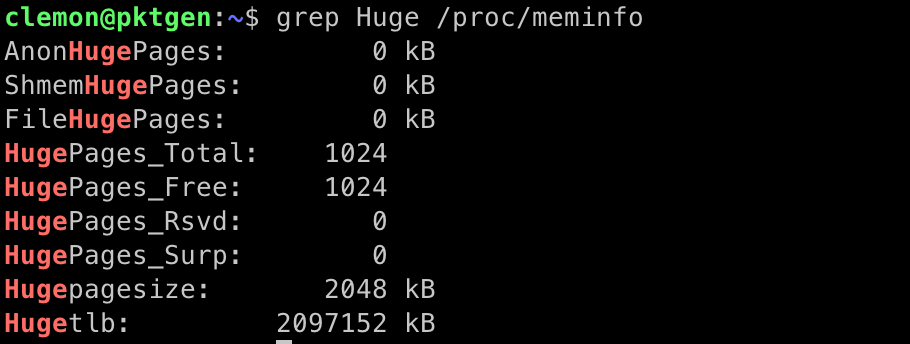 clemon@pktgen:~$ grep Huge /proc/meminfo
AnonHugePages:         0 kB
ShmemHugePages:        0 kB
FileHugePages:         0 kB
HugePages_Total:    1024
HugePages_Free:     1024
HugePages_Rsvd:        0
HugePages_Surp:        0
Hugepagesize:       2048 kB
Hugetlb:         2097152 kB